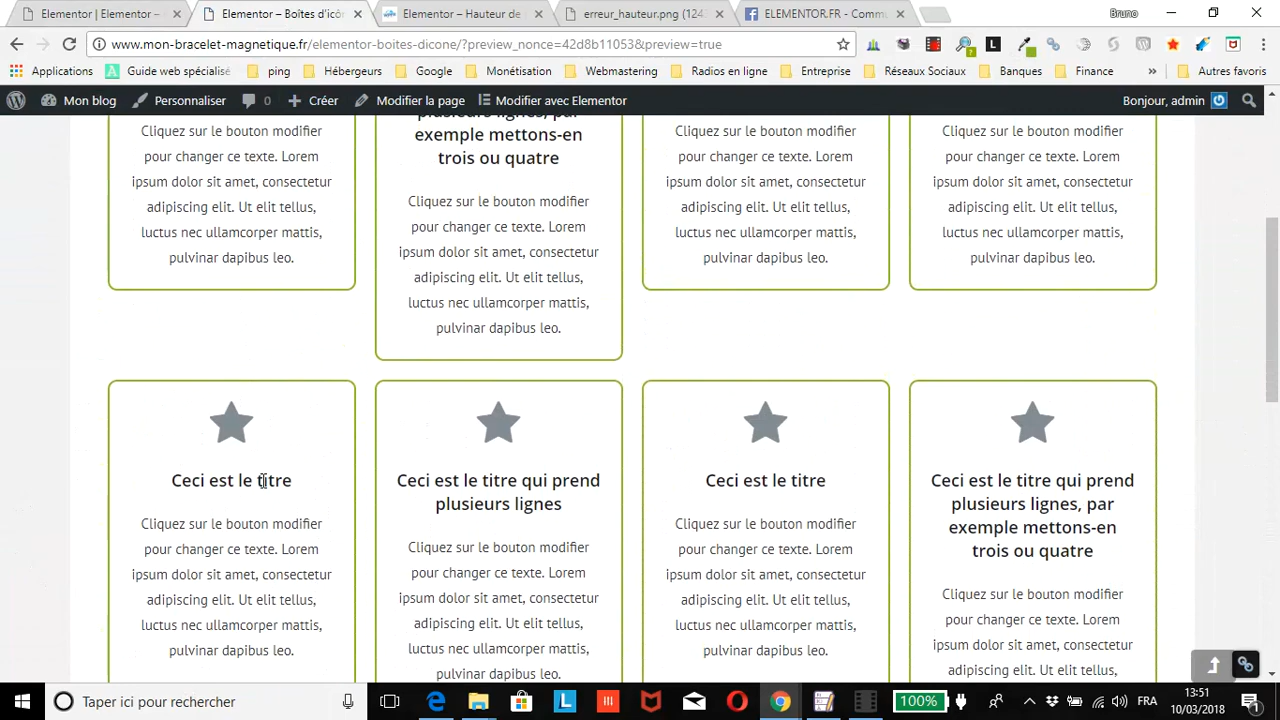 Elementor | Elementor –
Elementor – Boîtes d'icôn
Elementor – Hauteur de
erreur_hauteur.png (124
ELEMENTOR.FR – Commu
Bruno
www.mon-bracelet-magnetique.fr/elementor-boites-dicone/?preview_nonce=42d8b11053&preview=true
Applications
Guide web spécialisé
ping
Hébergeurs
Google
Monétisation
Webmastering
Radios en ligne
Entreprise
Réseaux Sociaux
Banques
Finance
»
Autres favoris
Mon blog
Personnaliser
0
Créer
Modifier la page
Modifier avec Elementor
Bonjour, admin
Cliquez sur le bouton modifier
pour changer ce texte. Lorem
ipsum dolor sit amet, consectetur
adipiscing elit. Ut elit tellus,
luctus nec ullamcorper mattis,
pulvinar dapibus leo.
plusieurs lignes, par
exemple mettons-en
trois ou quatre
Cliquez sur le bouton modifier
pour changer ce texte. Lorem
ipsum dolor sit amet, consectetur
adipiscing elit. Ut elit tellus,
luctus nec ullamcorper mattis,
pulvinar dapibus leo.
Cliquez sur le bouton modifier
pour changer ce texte. Lorem
ipsum dolor sit amet, consectetur
adipiscing elit. Ut elit tellus,
luctus nec ullamcorper mattis,
pulvinar dapibus leo.
Cliquez sur le bouton modifier
pour changer ce texte. Lorem
ipsum dolor sit amet, consectetur
adipiscing elit. Ut elit tellus,
luctus nec ullamcorper mattis,
pulvinar dapibus leo.
Ceci est le titre
Cliquez sur le bouton modifier
pour changer ce texte. Lorem
ipsum dolor sit amet, consectetur
adipiscing elit. Ut elit tellus,
luctus nec ullamcorper mattis,
pulvinar dapibus leo.
Ceci est le titre qui prend
plusieurs lignes
Cliquez sur le bouton modifier
pour changer ce texte. Lorem
ipsum dolor sit amet, consectetur
adipiscing elit. Ut elit tellus,
luctus nec ullamcorper mattis,
pulvinar dapibus leo.
Ceci est le titre
Cliquez sur le bouton modifier
pour changer ce texte. Lorem
ipsum dolor sit amet, consectetur
adipiscing elit. Ut elit tellus,
luctus nec ullamcorper mattis,
pulvinar dapibus leo.
Ceci est le titre qui prend
plusieurs lignes, par
exemple mettons-en
trois ou quatre
Cliquez sur le bouton modifier
pour changer ce texte. Lorem
ipsum dolor sit amet, consectetur
adipiscing elit. Ut elit tellus,
Taper ici pour rechercher
100%
FRA
13:51
10/03/2018